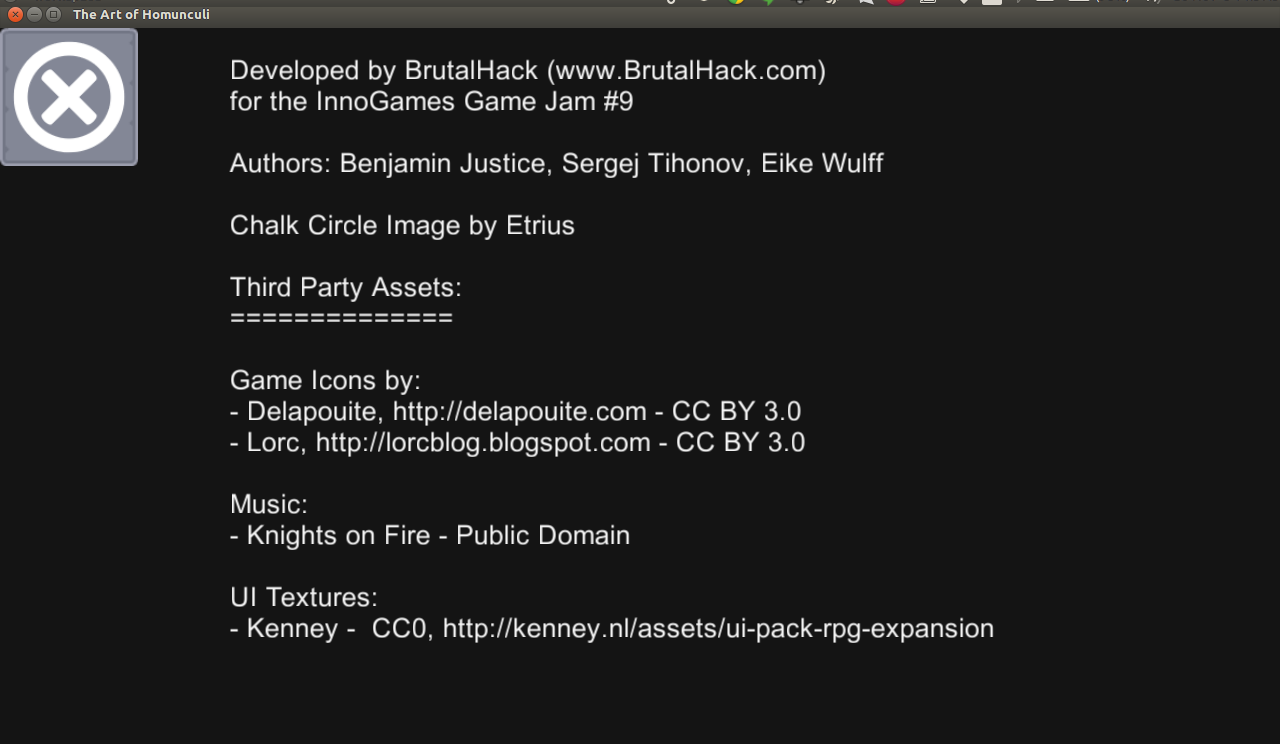 The Art of Homunculi
Developed by BrutalHack (www.BrutalHack.com)
for the InnoGames Game Jam #9
Authors: Benjamin Justice, Sergej Tihonov, Eike Wulff
Chalk Circle Image by Etrius
Third Party Assets:
==============
Game Icons by:
- Delapouite, http://delapouite.com - CC BY 3.0
- Lorc, http://lorcblog.blogspot.com - CC BY 3.0
Music:
- Knights on Fire - Public Domain
UI Textures:
- Kenney -  CC0, http://kenney.nl/assets/ui-pack-rpg-expansion